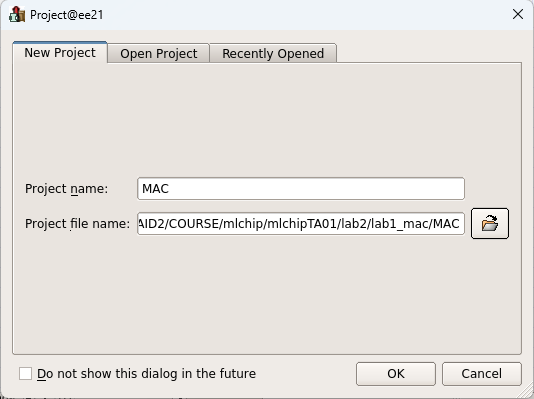 Project@ee21
New Project
Open Project
Recently Opened
Project name:
MAC
Project file name:
AID2/COURSE/mlchip/mlchipTA01/lab2/lab1_mac/MAC
Do not show this dialog in the future
OK
Cancel